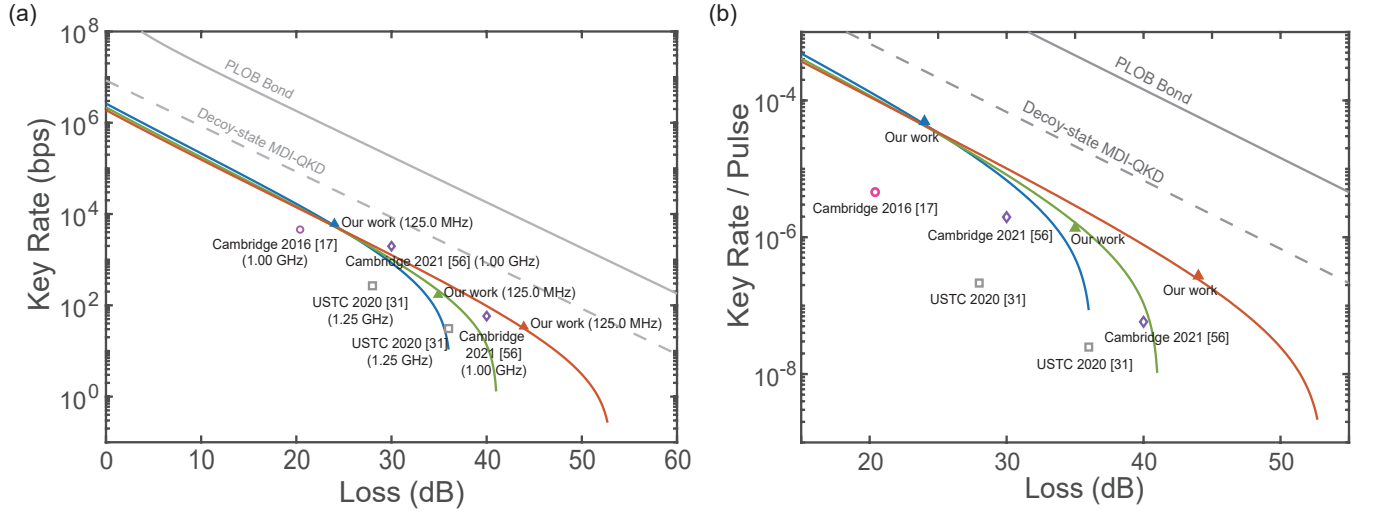 (a)
10^8
10^6
10^4
10^2
10^0
Key Rate (bps)
PLOB Bond
Decoy-state MDI-QKD
Our work (125.0 MHz)
Cambridge 2016 [17]
(1.00 GHz)
Cambridge 2021 [56] (1.00 GHz)
USTC 2020 [31]
(1.25 GHz)
Our work (125.0 MHz)
USTC 2020 [31]
(1.25 GHz)
Cambridge
2021 [56]
(1.00 GHz)
Our work (125.0 MHz)
0 10 20 30 40 50 60
Loss (dB)
(b)
10^-4
10^-6
10^-8
Key Rate / Pulse
PLOB Bond
Decoy-state MDI-QKD
Our work
Cambridge 2016 [17]
Cambridge 2021 [56]
Our work
USTC 2020 [31]
Our work
Cambridge 2021 [56]
USTC 2020 [31]
20 30 40 50
Loss (dB)